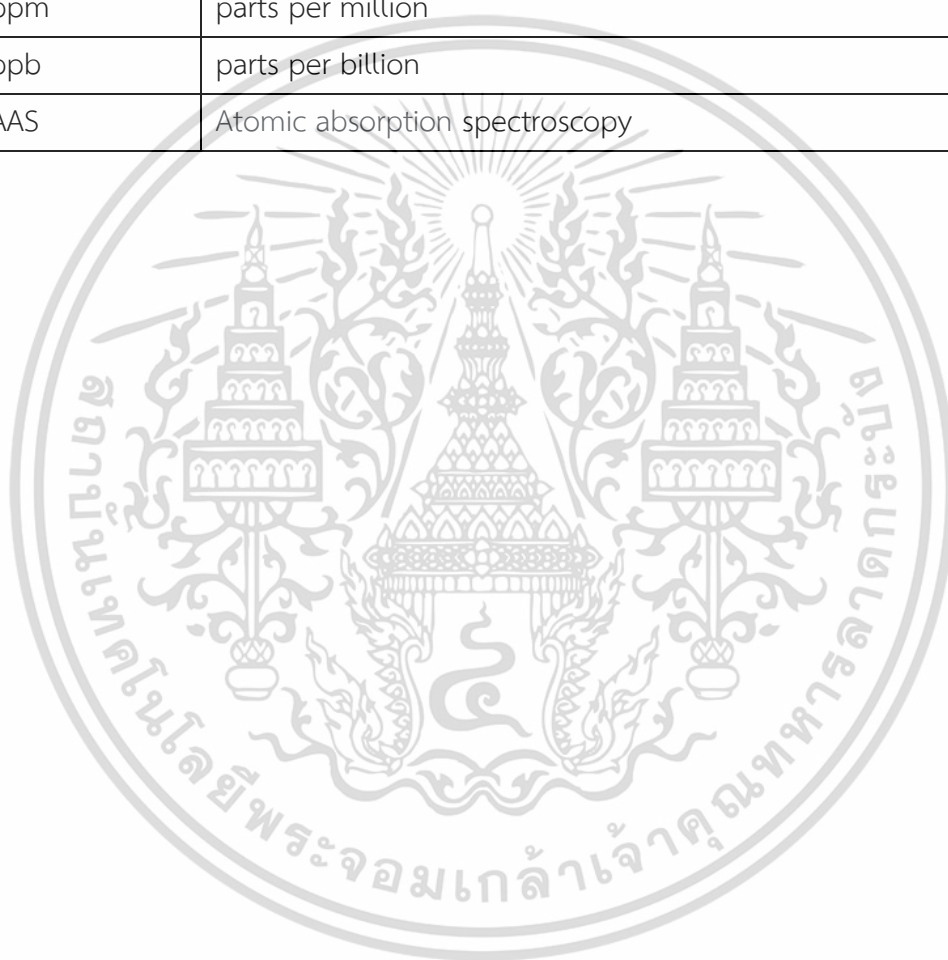 ppm parts per million
ppb parts per billion
AAS Atomic absorption spectroscopy
๔
สถาบันเทคโนโลยีพระจอมเกล้าเจ้าคุณทหารลาดกระบัง